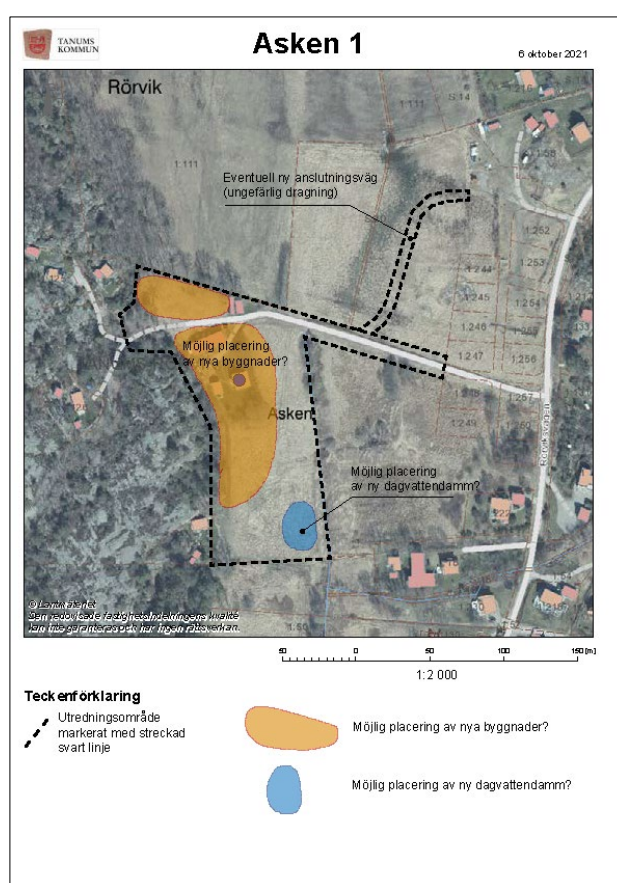 TANUMS
KOMMUN
Asken 1
6 oktober 2021
Rörvik
1:111
1:111
S:14
Eventuell ny anslutningsväg
(ungefärlig dragning)
1:252
1:253
1:244
1:245
1:254
1:246
1:247
1:256
1:257
1:249
Möjlig placering
av nya byggnader?
Asken
Rörviksvägen
Möjlig placering
av ny dagvattendamm?
© Lantmäteriet
Den redovisade fastighetsindelningens kvalité
kan inte garanteras och har ingen rättsverkan.
50 0 50 100 150 [m]
1:2 000
Teckenförklaring
Utredningsområde
markerat med streckad
svart linje
Möjlig placering av nya byggnader?
Möjlig placering av ny dagvattendamm?